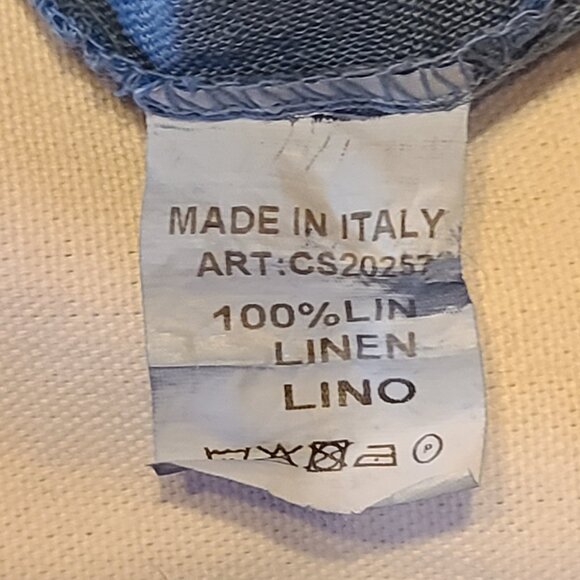 MADE IN ITALY
ART:CS20257
100%LIN
LINEN
LINO
P